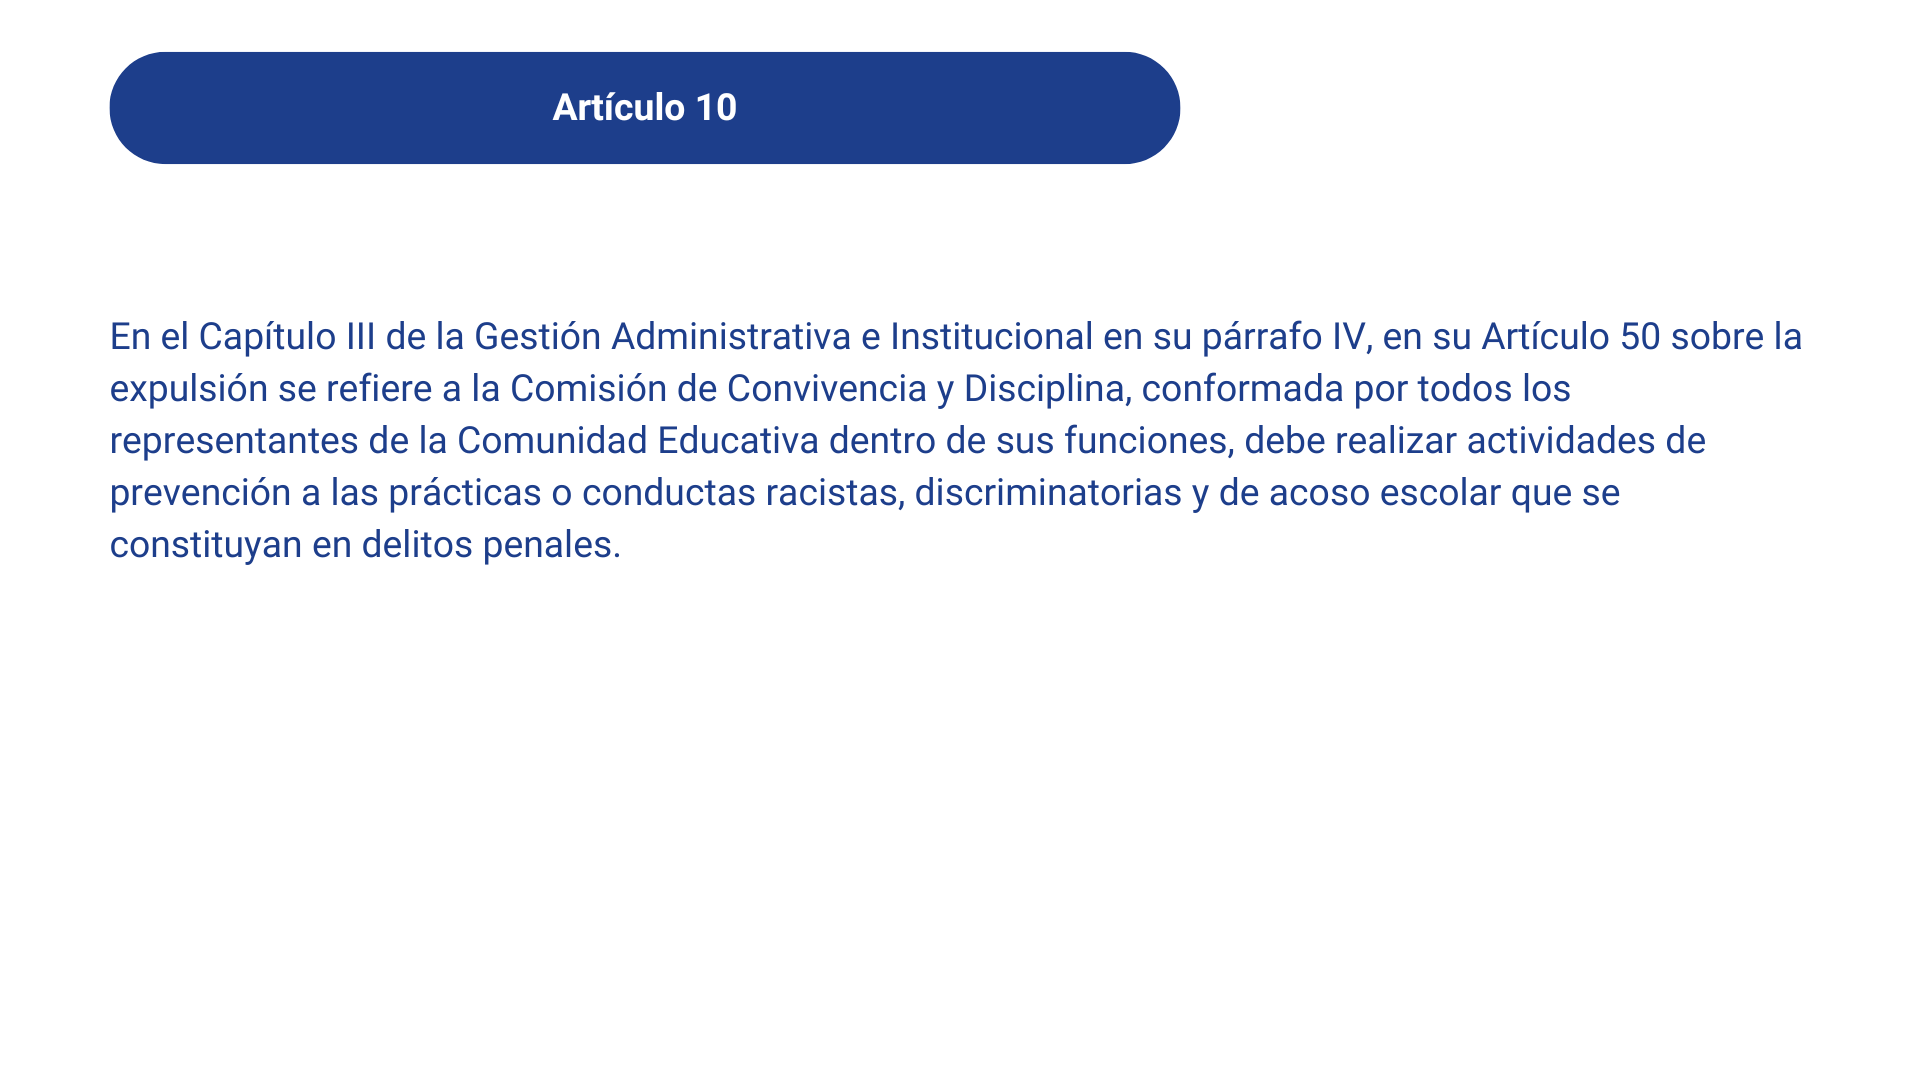 Artículo 10
En el Capítulo III de la Gestión Administrativa e Institucional en su párrafo IV, en su Artículo 50 sobre la
expulsión se refiere a la Comisión de Convivencia y Disciplina, conformada por todos los
representantes de la Comunidad Educativa dentro de sus funciones, debe realizar actividades de
prevención a las prácticas o conductas racistas, discriminatorias y de acoso escolar que se
constituyan en delitos penales.